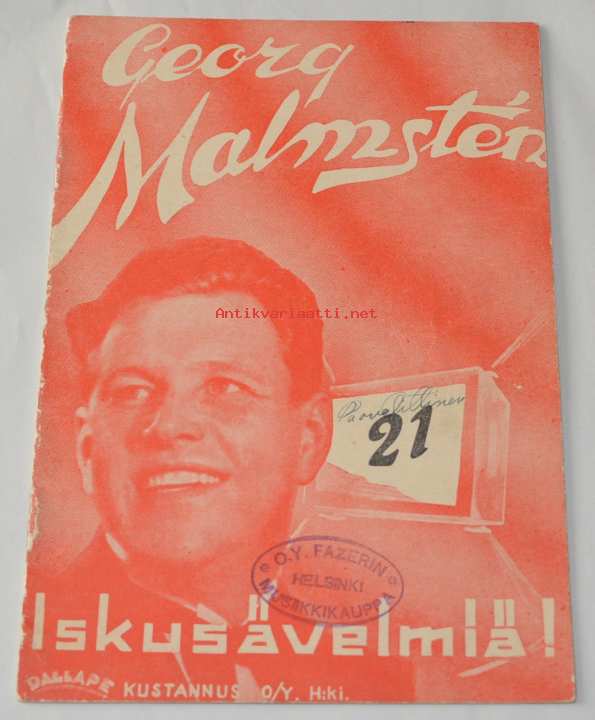 Georg
Malmstén
Antikvariaatti.net
21
O.Y. FAZERIN
HELSINKI
MUSIIKKIKAUPPA
Iskusävelmiä!
DALLAPE KUSTANNUS O/Y. H:ki.